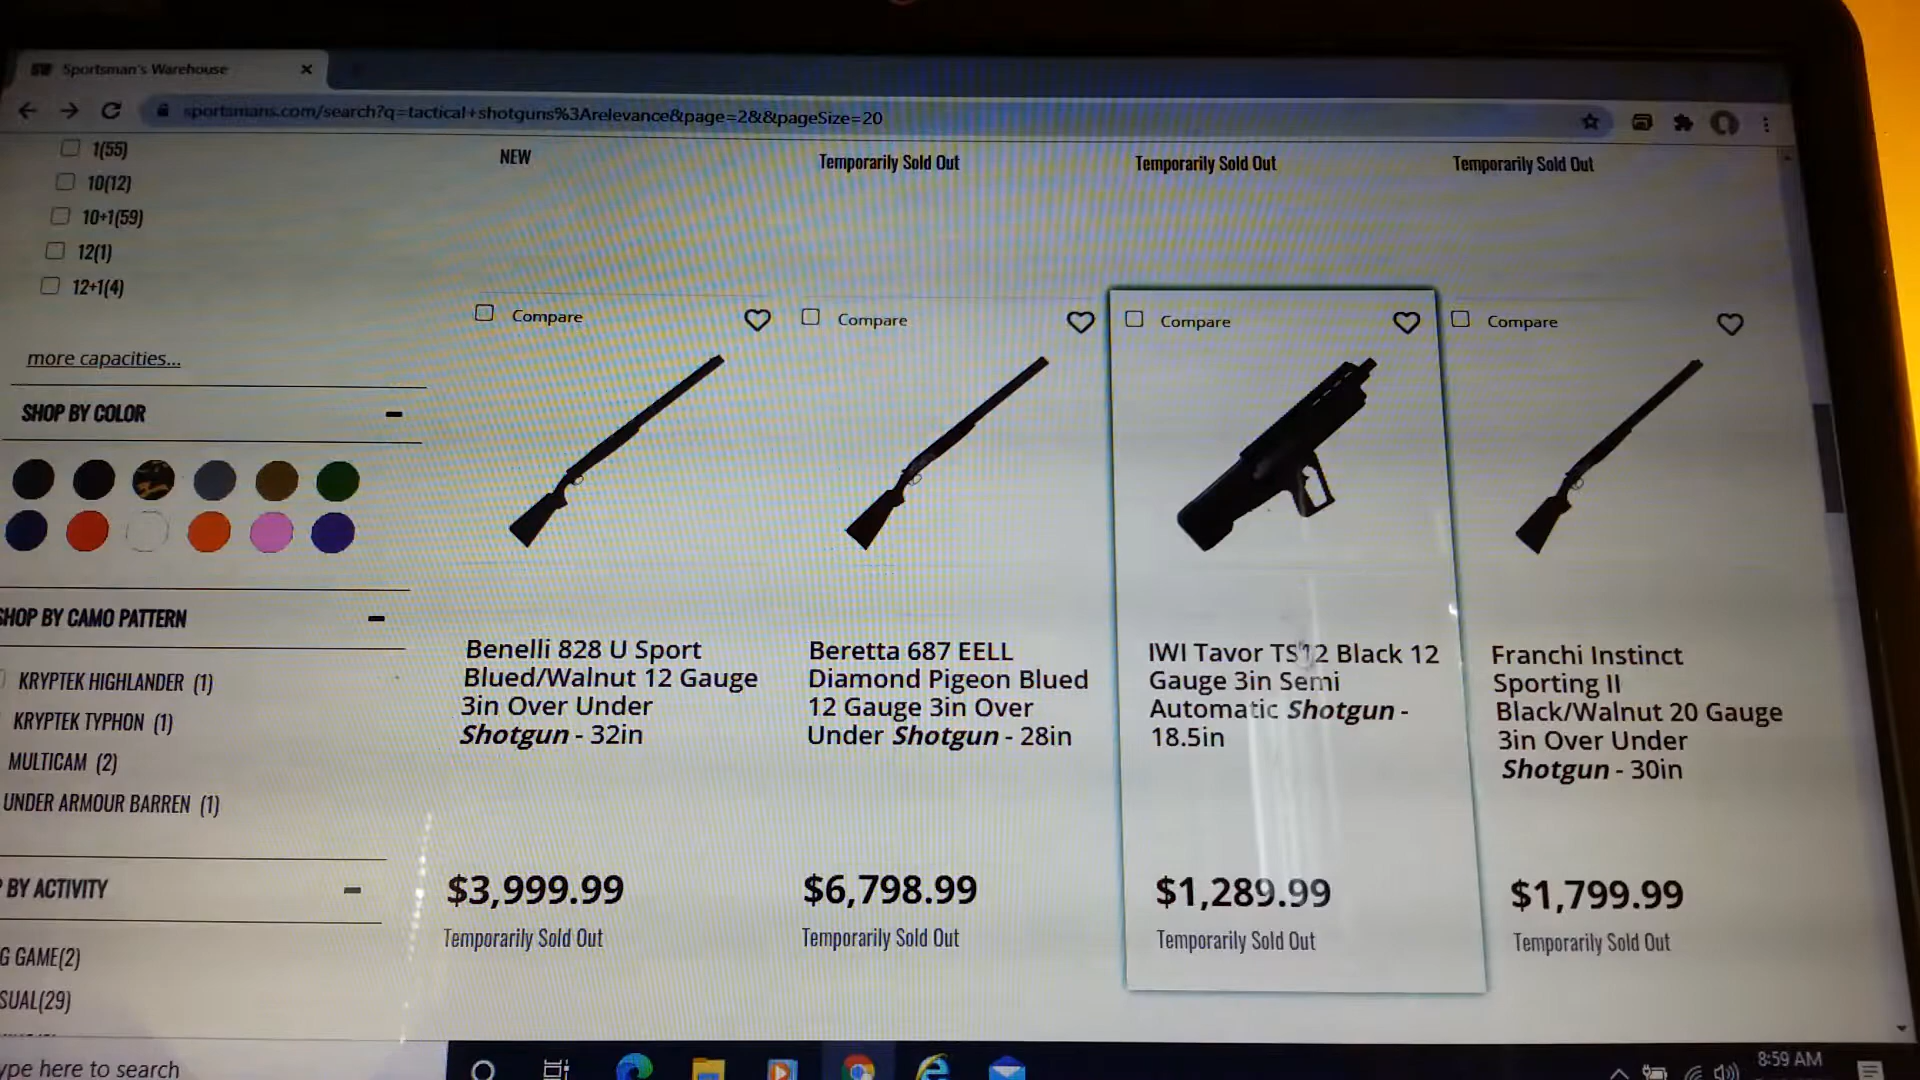 Sportsman's Warehouse
sportsmans.com/search?q=tactical+shotguns%3Arelevance&page=2&&pageSize=20
1(55)
10(12)
10+1(59)
12(1)
12+1(4)
more capacities...
SHOP BY COLOR
SHOP BY CAMO PATTERN
KRYPTEK HIGHLANDER (1)
KRYPTEK TYPHON (1)
MULTICAM (2)
UNDER ARMOUR BARREN (1)
BY ACTIVITY
G GAME(2)
SUAL(29)
NEW
Temporarily Sold Out
Temporarily Sold Out
Temporarily Sold Out
Compare
Benelli 828 U Sport
Blued/Walnut 12 Gauge
3in Over Under
Shotgun - 32in
$3,999.99
Temporarily Sold Out
Compare
Beretta 687 EELL
Diamond Pigeon Blued
12 Gauge 3in Over
Under Shotgun - 28in
$6,798.99
Temporarily Sold Out
Compare
IWI Tavor TS12 Black 12
Gauge 3in Semi
Automatic Shotgun -
18.5in
$1,289.99
Temporarily Sold Out
Compare
Franchi Instinct
Sporting II
Black/Walnut 20 Gauge
3in Over Under
Shotgun - 30in
$1,799.99
Temporarily Sold Out
ype here to search
8:59 AM